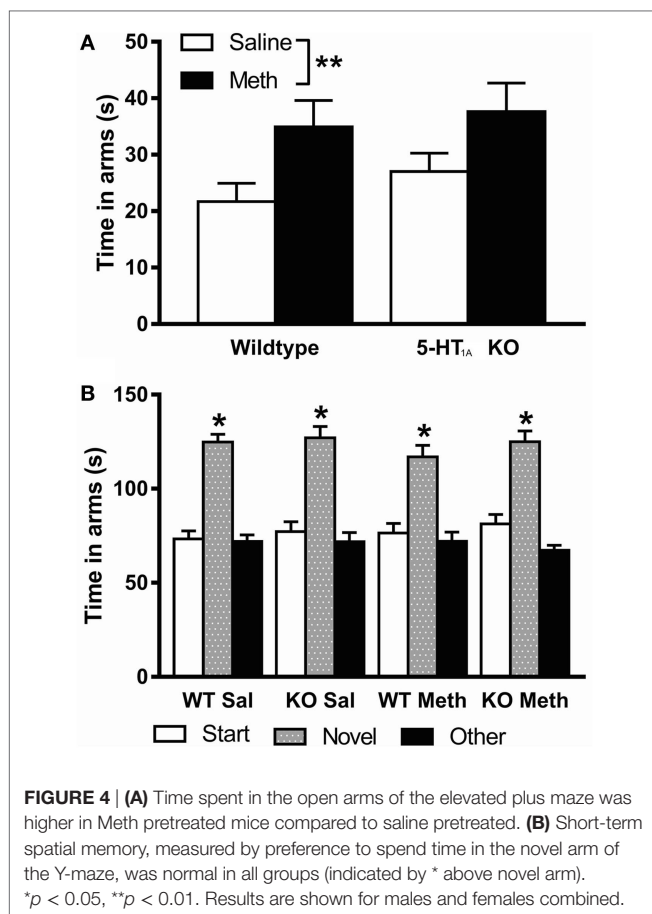 A
Saline
Meth
**
Time in arms (s)
50
40
30
20
10
0
Wildtype
5-HT1A KO
B
Time in arms (s)
150
100
50
0
*
*
*
*
WT Sal
KO Sal
WT Meth
KO Meth
Start
Novel
Other
FIGURE 4 | (A) Time spent in the open arms of the elevated plus maze was
higher in Meth pretreated mice compared to saline pretreated. (B) Short-term
spatial memory, measured by preference to spend time in the novel arm of
the Y-maze, was normal in all groups (indicated by * above novel arm).
*p < 0.05, **p < 0.01. Results are shown for males and females combined.